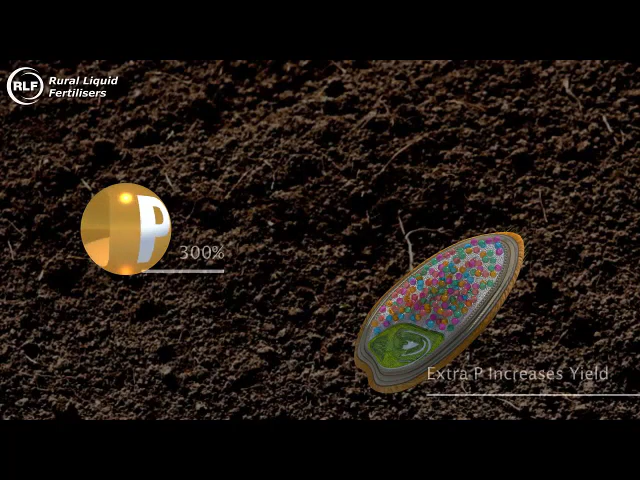 RLF
Rural Liquid
Fertilisers
P
300%
Extra P Increases Yield